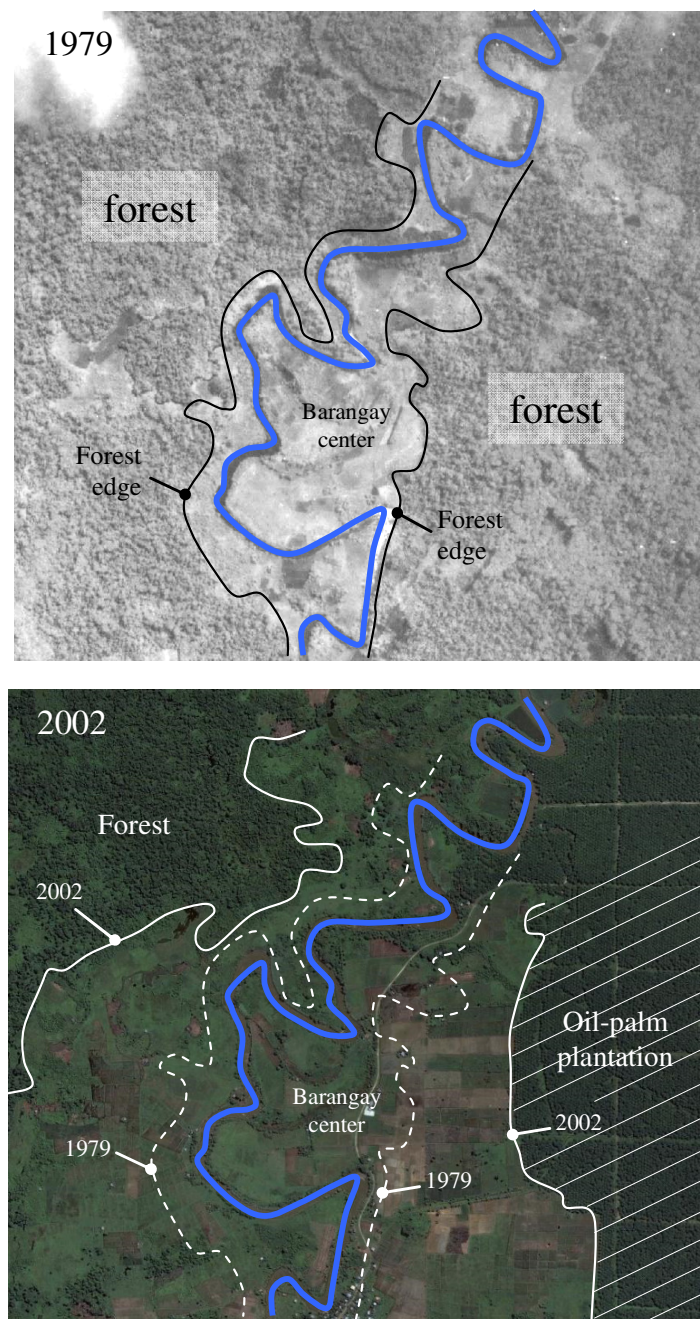 1979
forest
forest
Barangay
center
Forest
edge
Forest
edge
2002
Forest
2002
Oil-palm
plantation
Barangay
center
2002
1979
1979